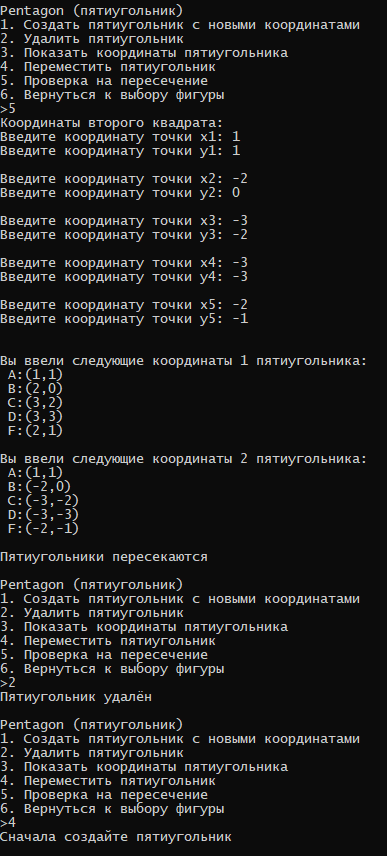 Pentagon (пятиугольник)
1. Создать пятиугольник с новыми координатами
2. Удалить пятиугольник
3. Показать координаты пятиугольника
4. Переместить пятиугольник
5. Проверка на пересечение
6. Вернуться к выбору фигуры
>5
Координаты второго квадрата:
Введите координату точки x1: 1
Введите координату точки y1: 1
Введите координату точки x2: -2
Введите координату точки y2: 0
Введите координату точки x3: -3
Введите координату точки y3: -2
Введите координату точки x4: -3
Введите координату точки y4: -3
Введите координату точки x5: -2
Введите координату точки y5: -1
Вы ввели следующие координаты 1 пятиугольника:
A:(1,1)
B:(2,0)
C:(3,2)
D:(3,3)
F:(2,1)
Вы ввели следующие координаты 2 пятиугольника:
A:(1,1)
B:(-2,0)
C:(-3,-2)
D:(-3,-3)
F:(-2,-1)
Пятиугольники пересекаются
Pentagon (пятиугольник)
1. Создать пятиугольник с новыми координатами
2. Удалить пятиугольник
3. Показать координаты пятиугольника
4. Переместить пятиугольник
5. Проверка на пересечение
6. Вернуться к выбору фигуры
>2
Пятиугольник удалён
Pentagon (пятиугольник)
1. Создать пятиугольник с новыми координатами
2. Удалить пятиугольник
3. Показать координаты пятиугольника
4. Переместить пятиугольник
5. Проверка на пересечение
6. Вернуться к выбору фигуры
>4
Сначала создайте пятиугольник